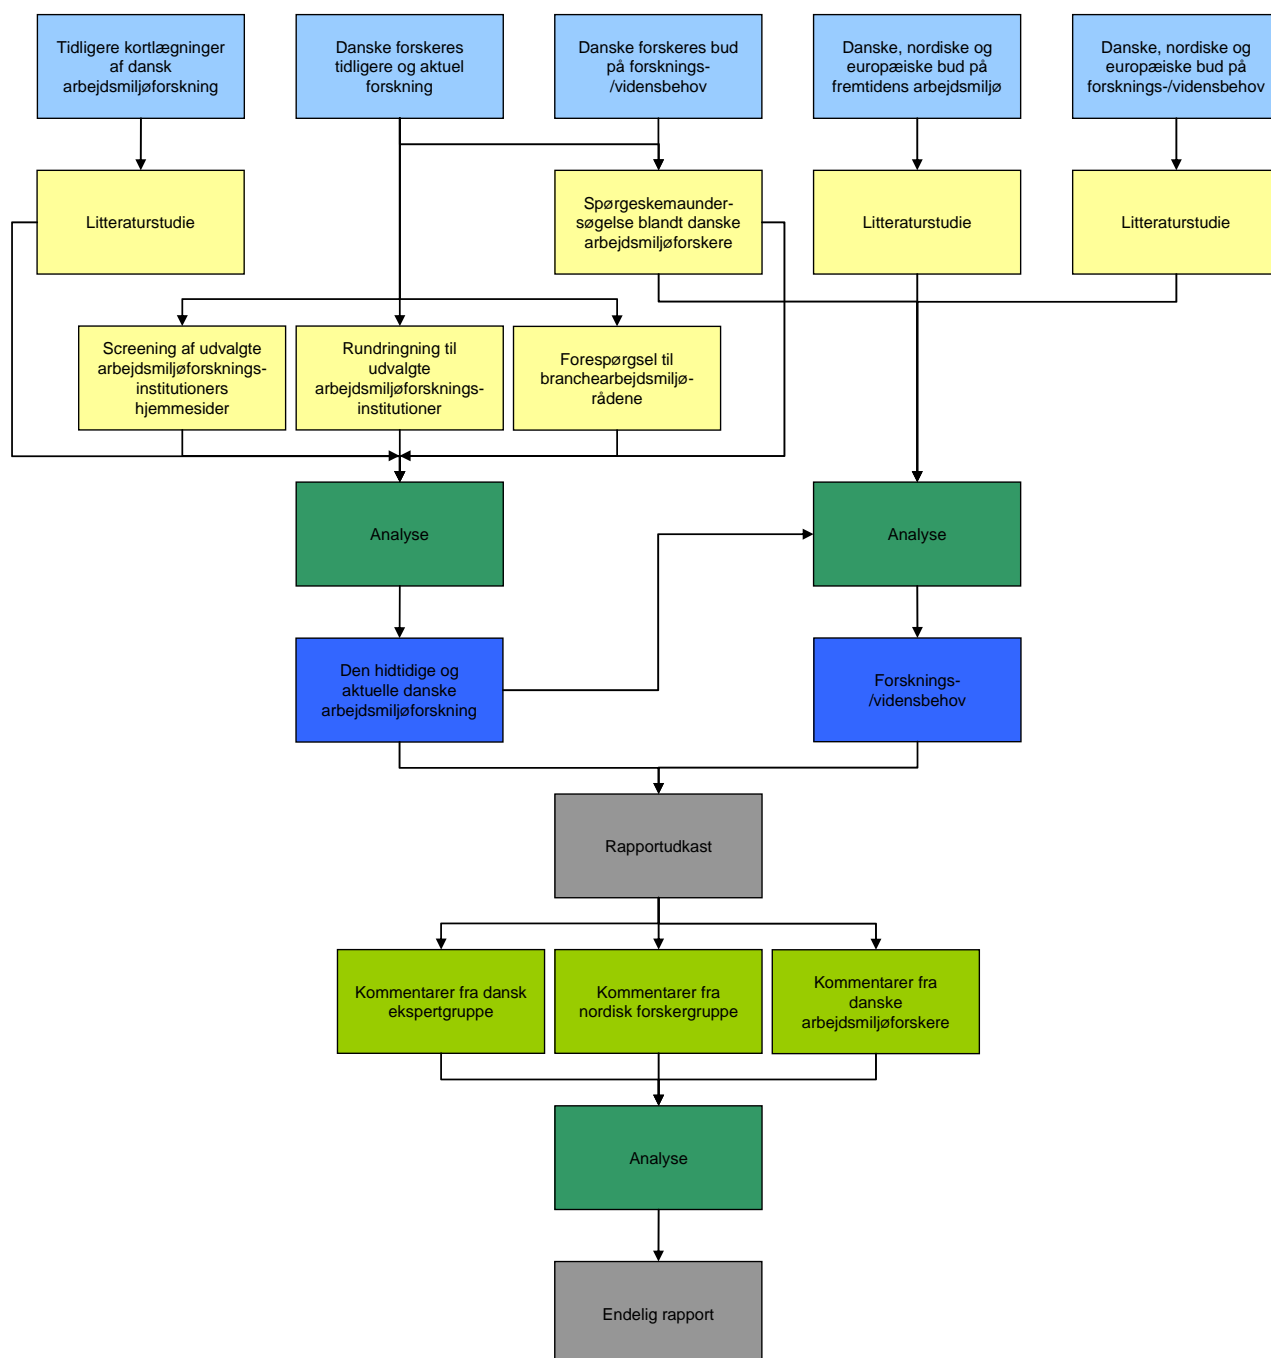 Tidligere kortlægninger
af dansk
arbejdsmiljøforskning
Danske forskeres
tidligere og aktuel
forskning
Danske forskeres bud
på forsknings-
/vidensbehov
Danske, nordiske og
europæiske bud på
fremtidens arbejdsmiljø
Danske, nordiske og
europæiske bud på
forsknings-/vidensbehov
Litteraturstudie
Spørgeskemaunder-
søgelse blandt danske
arbejdsmiljøforskere
Litteraturstudie
Litteraturstudie
Screening af udvalgte
arbejdsmiljøforsknings-
institutioners
hjemmesider
Rundringning til
udvalgte
arbejdsmiljøforsknings-
institutioner
Forespørgsel til
branchearbejdsmiljø-
rådene
Analyse
Analyse
Den hidtidige og
aktuelle danske
arbejdsmiljøforskning
Forsknings-
/vidensbehov
Rapportudkast
Kommentarer fra dansk
ekspertgruppe
Kommentarer fra
nordisk forskergruppe
Kommentarer fra
danske
arbejdsmiljøforskere
Analyse
Endelig rapport